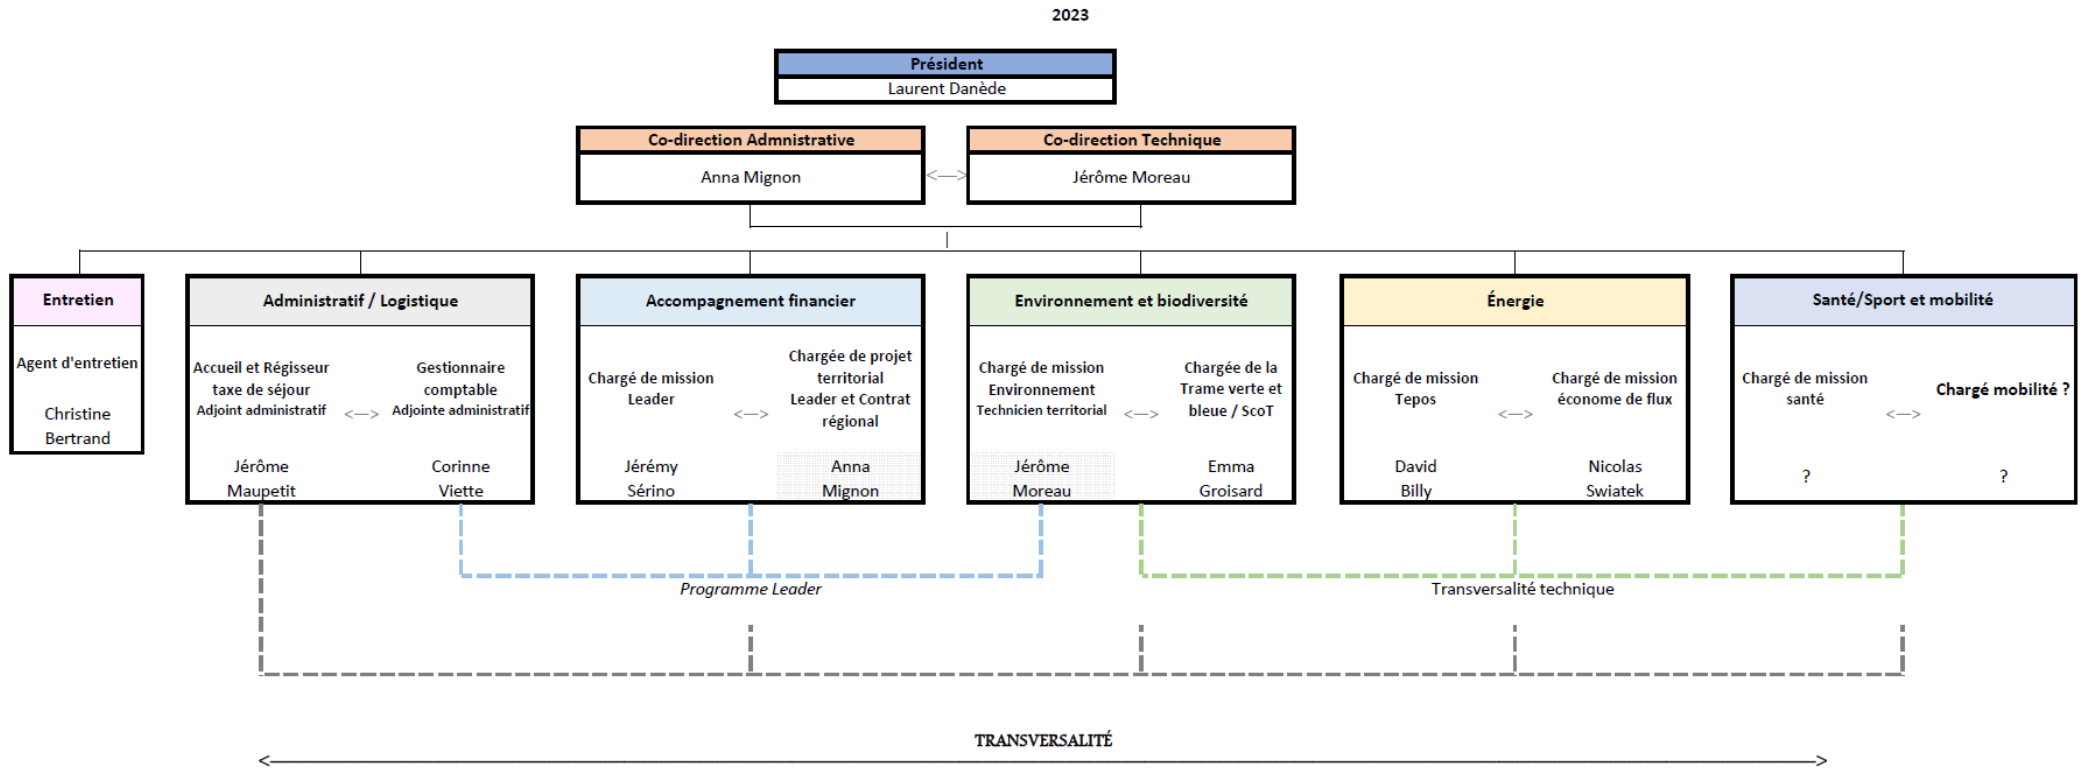 2023
Président
Laurent Danède
Co-direction Admnistrative
Anna Mignon
<—>
Co-direction Technique
Jérôme Moreau
Entretien
Agent d'entretien
Christine
Bertrand
Administratif / Logistique
Accueil et Régisseur
taxe de séjour
Adjoint administratif
Jérôme
Maupetit
<—>
Gestionnaire
comptable
Adjointe administratif
Corinne
Viette
Accompagnement financier
Chargé de mission
Leader
Jérémy
Sérino
<—>
Chargée de projet
territorial
Leader et Contrat
régional
Anna
Mignon
Environnement et biodiversité
Chargé de mission
Environnement
Technicien territorial
Jérôme
Moreau
<—>
Chargée de la
Trame verte et
bleue / ScoT
Emma
Groisard
Énergie
Chargé de mission
Tepos
David
Billy
<—>
Chargé de mission
économe de flux
Nicolas
Swiatek
Santé/Sport et mobilité
Chargé de mission
santé
?
<—>
Chargé mobilité ?
?
Programme Leader
Transversalité technique
TRANSVERSALITÉ